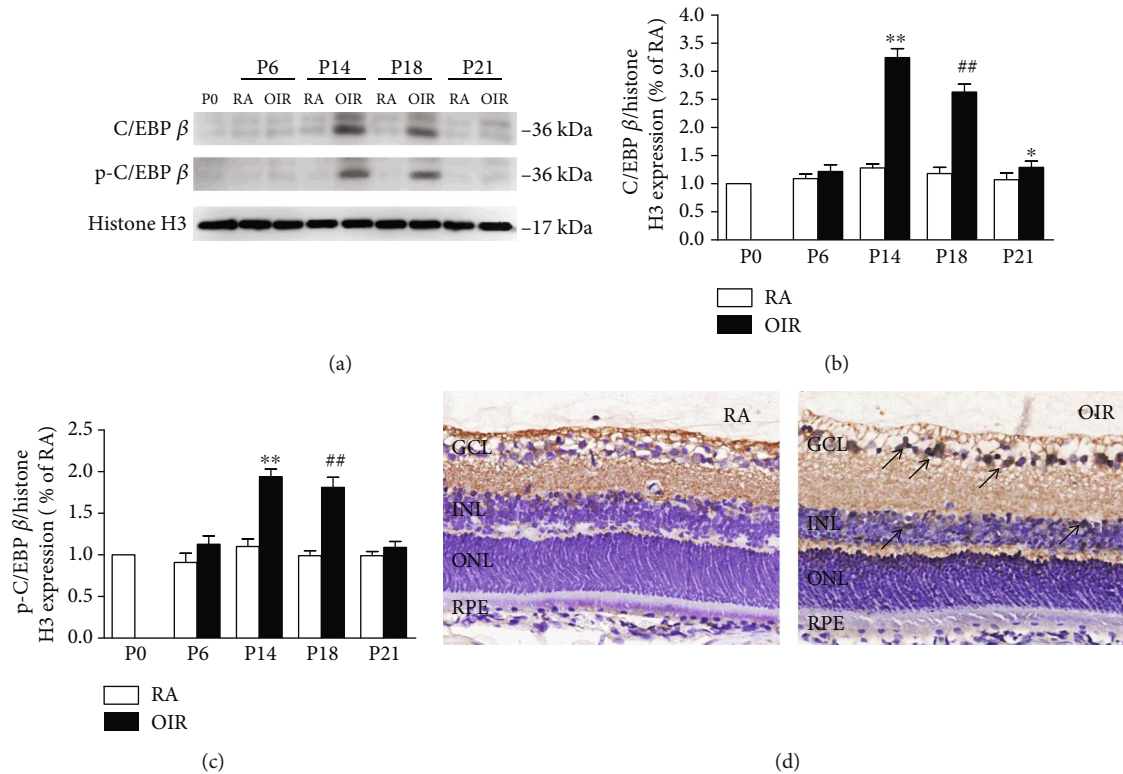 P6 P14 P18 P21
P0 RA OIR RA OIR RA OIR RA OIR
C/EBP β –36 kDa
p-C/EBP β –36 kDa
Histone H3 –17 kDa
(a)
C/EBP β/histone
H3 expression (% of RA)
4.0
3.5
3.0
2.5
2.0
1.5
1.0
0.5
0.0
**
##
*
P0 P6 P14 P18 P21
RA
OIR
(b)
p-C/EBP β/histone
H3 expression ( % of RA)
2.5
2.0
1.5
1.0
0.5
0.0
**
##
P0 P6 P14 P18 P21
RA
OIR
(c)
RA
GCL
INL
ONL
RPE
OIR
GCL
INL
ONL
RPE
(d)